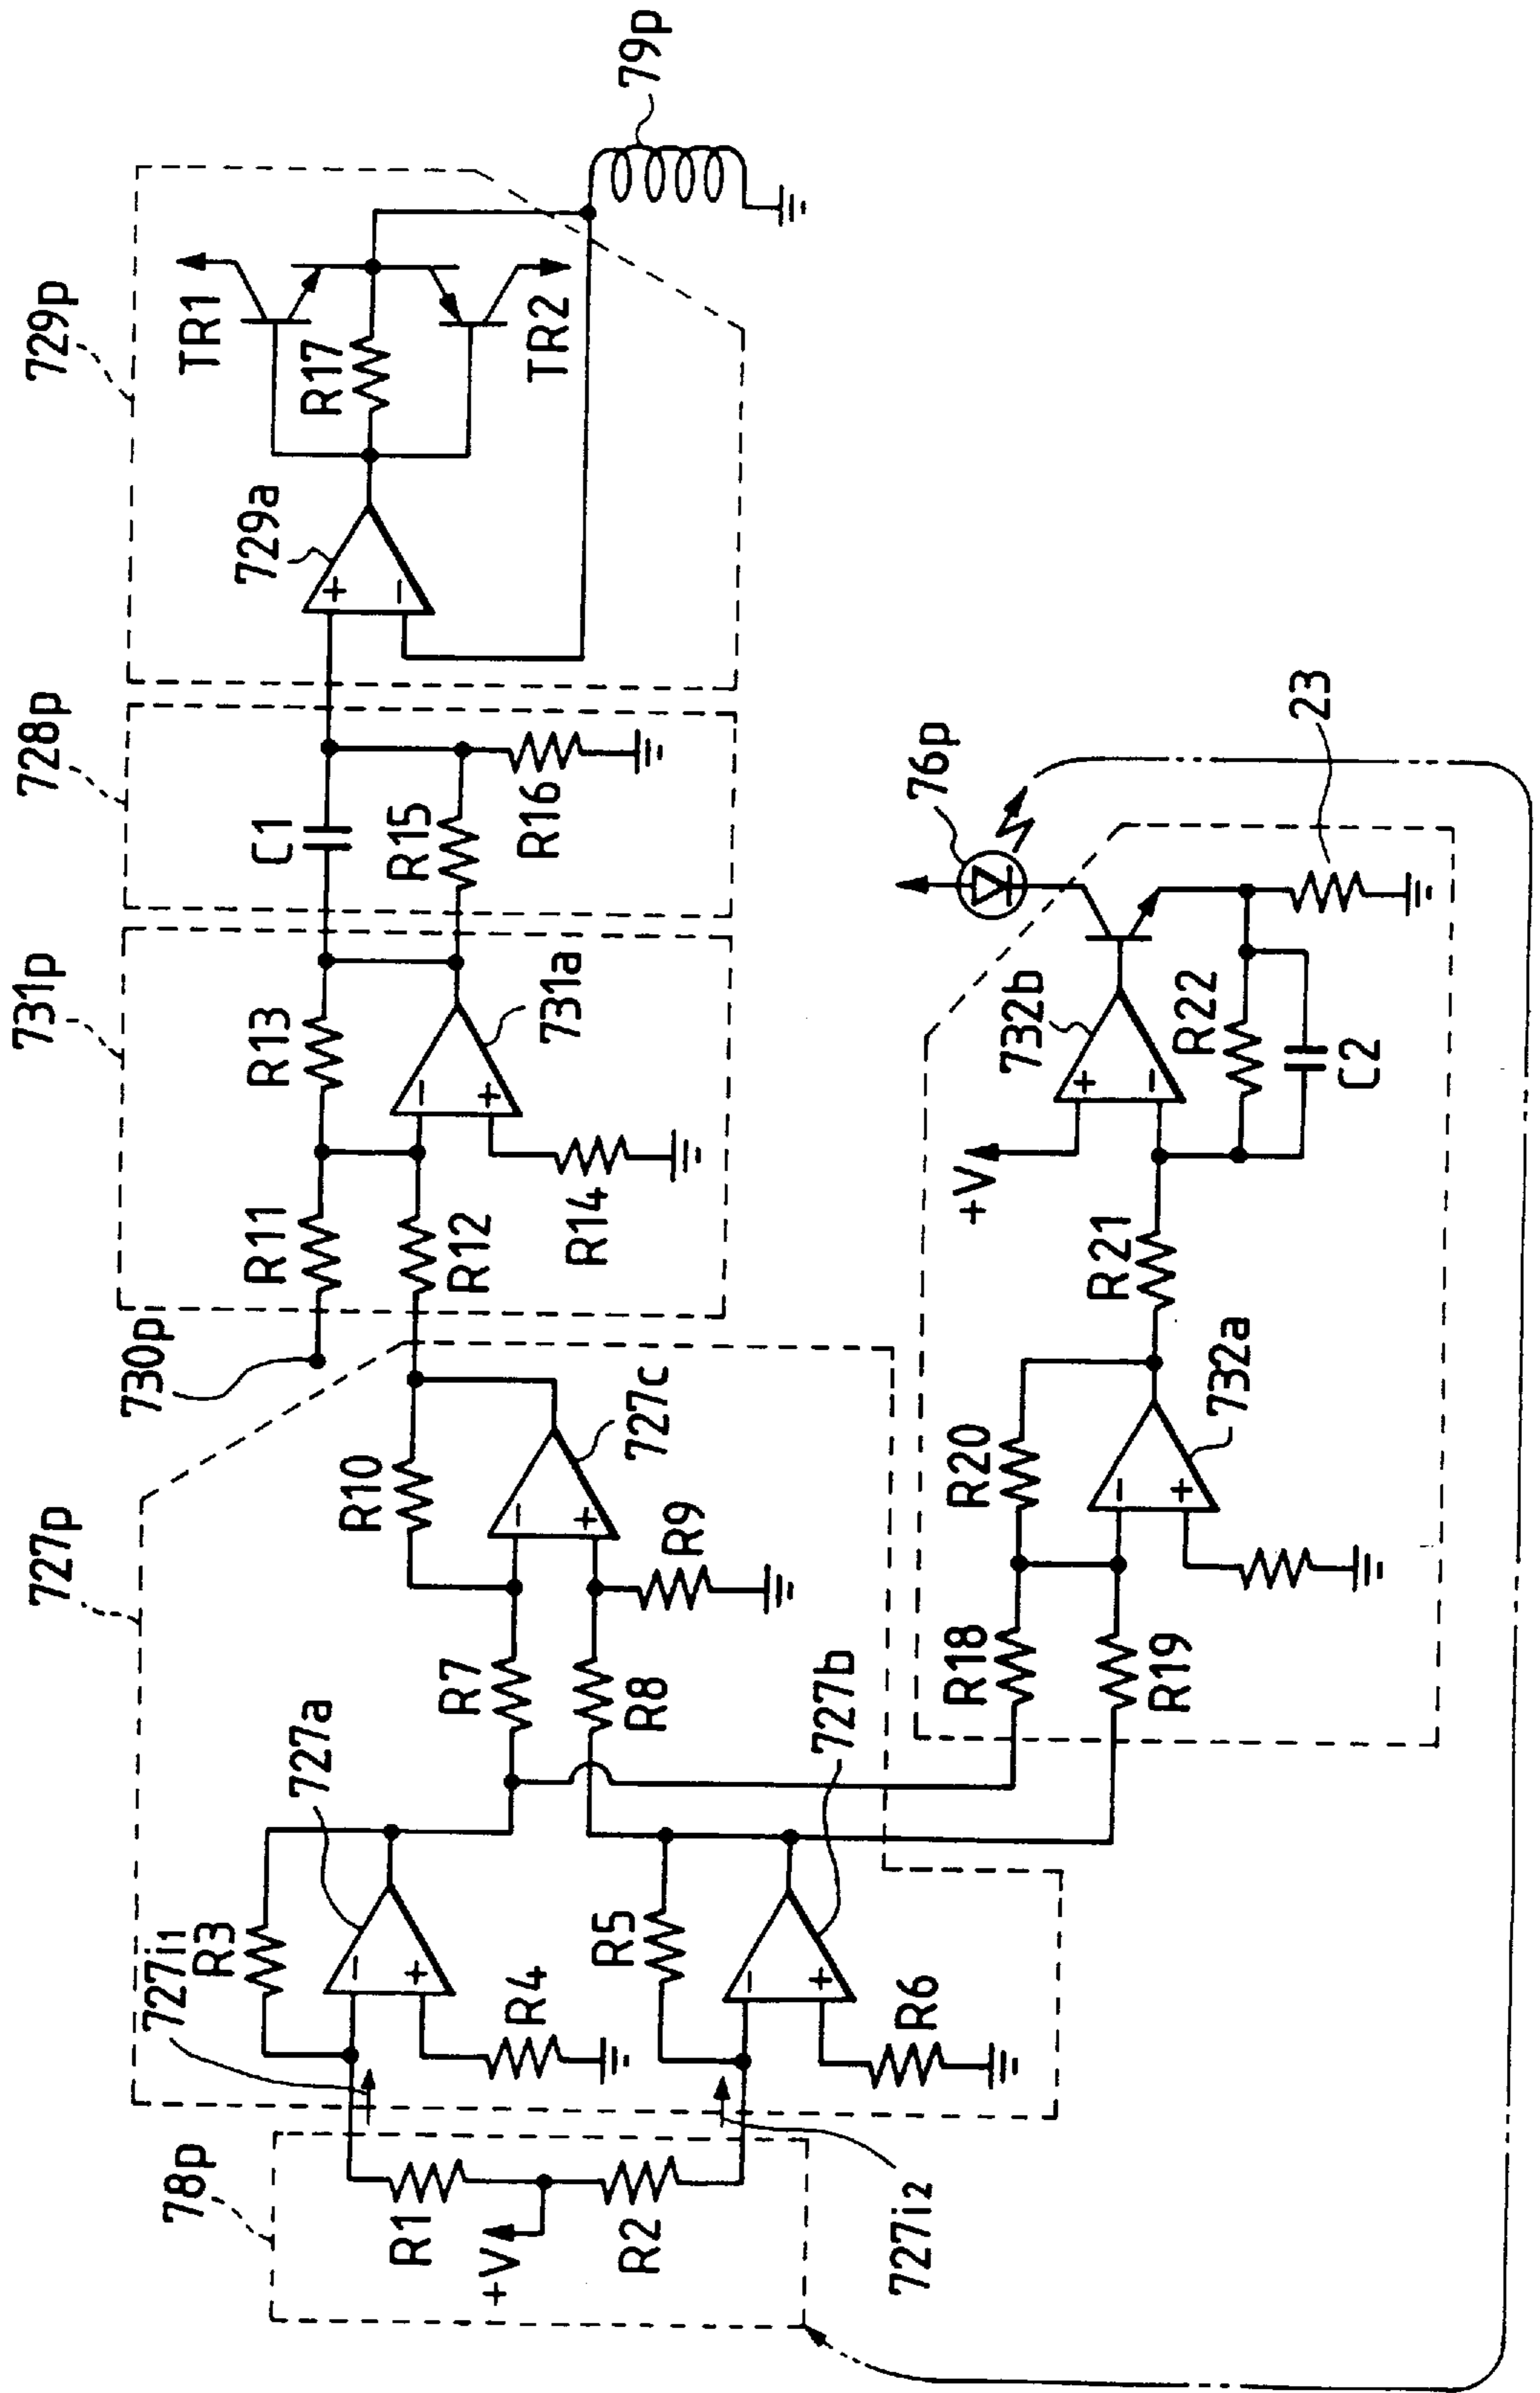 78p
R1
+V
R2
727i1
727i2
727p
R3
727a
−
+
R4
R5
727b
−
+
R6
R7
R8
R10
727c
−
+
R9
730p
731p
R11
R12
R13
731a
−
+
R14
728p
C1
R15
R16
729p
729a
+
−
TR1
R17
TR2
79p
R18
R19
R20
732a
−
+
R21
+V
732b
+
−
R22
C2
76p
23